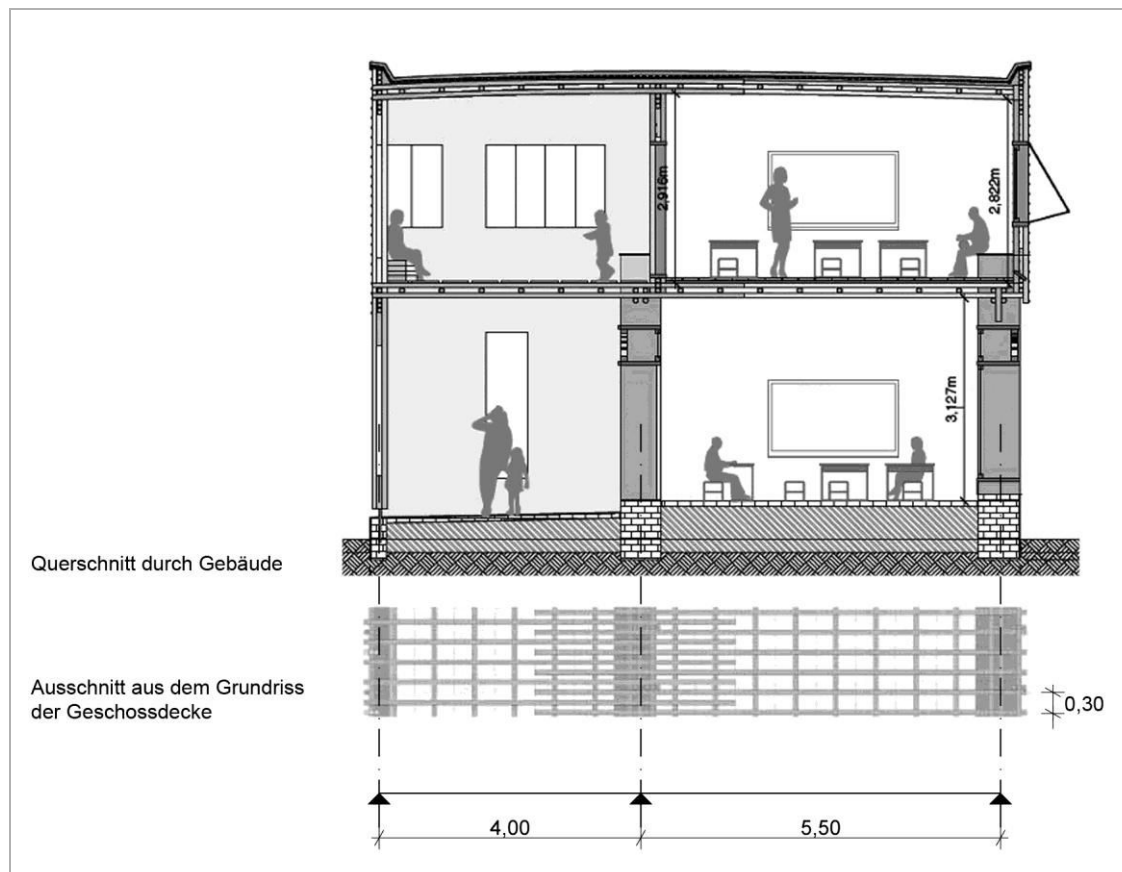 2,916m
2,822m
3,127m
Querschnitt durch Gebäude
Ausschnitt aus dem Grundriss
der Geschossdecke
0,30
4,00
5,50